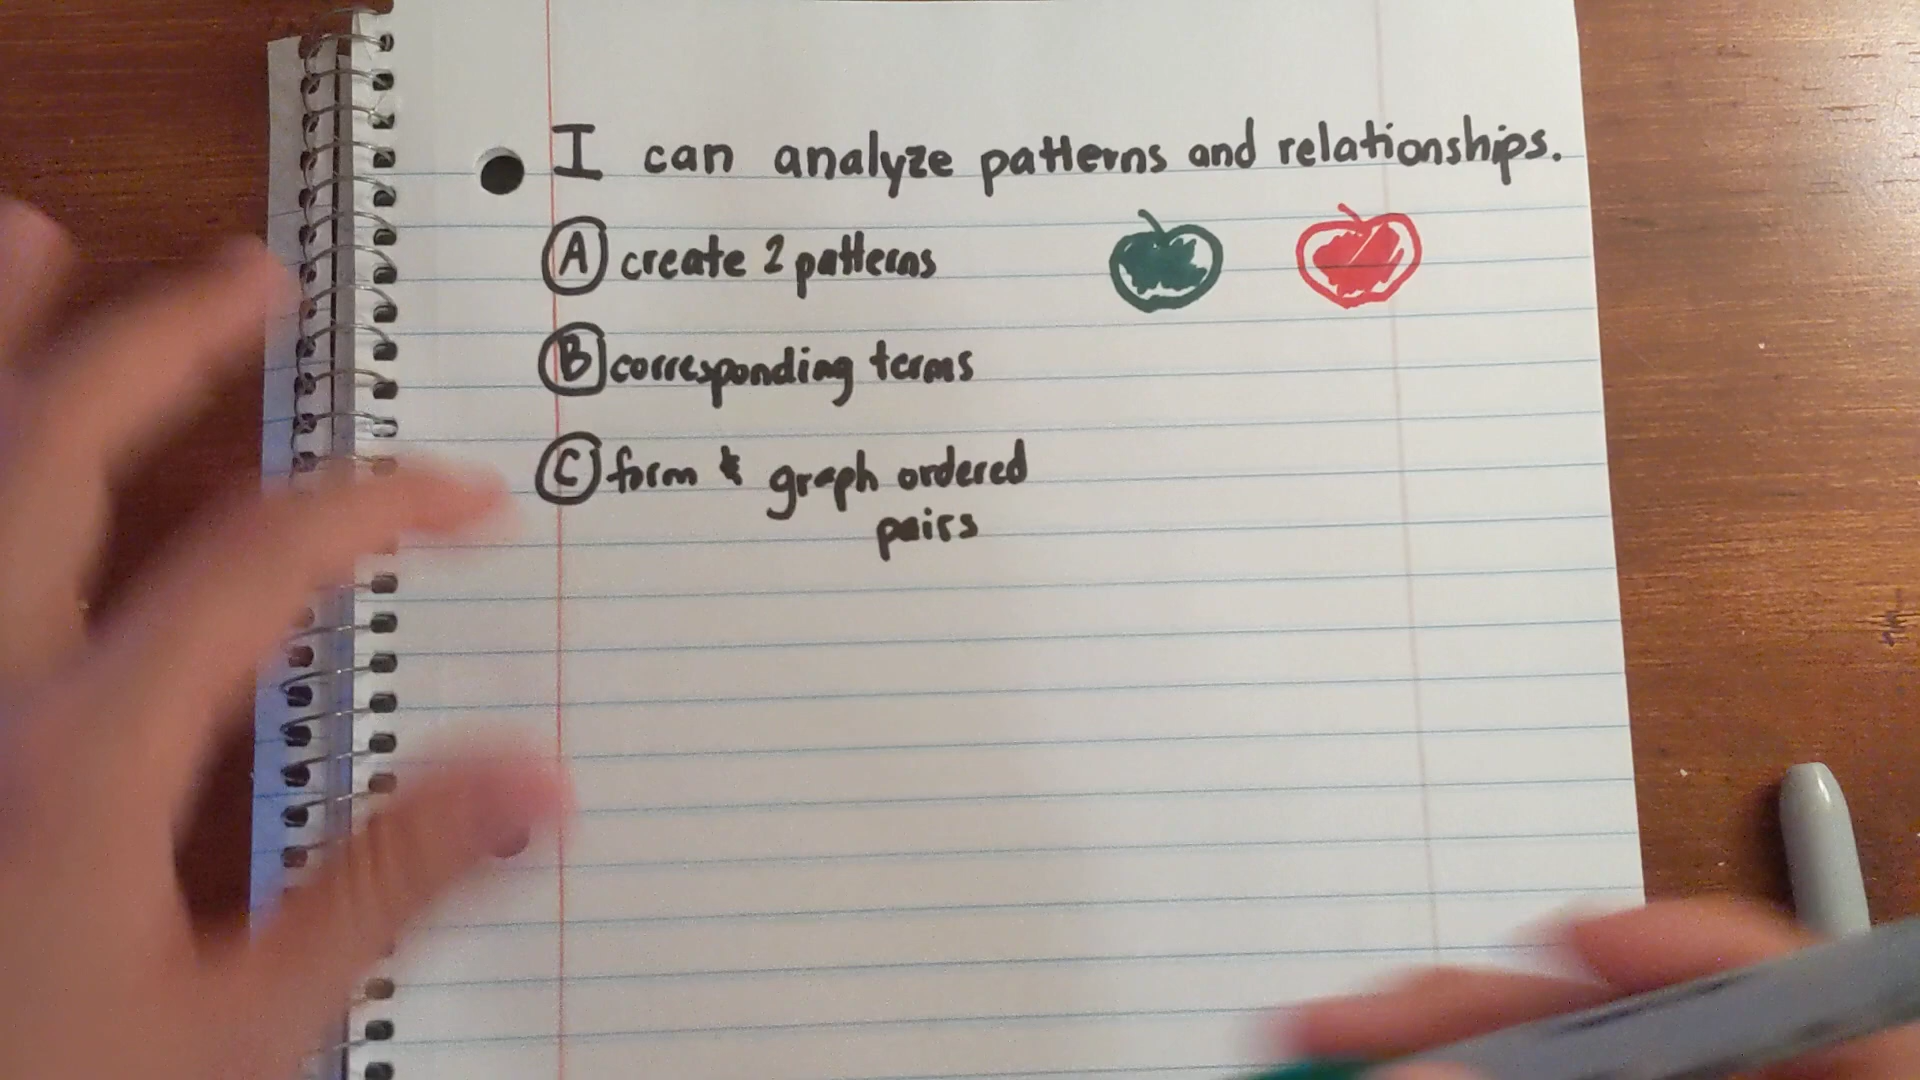 I can analyze patterns and relationships.
A create 2 patterns
B corresponding terms
C form & graph ordered
pairs